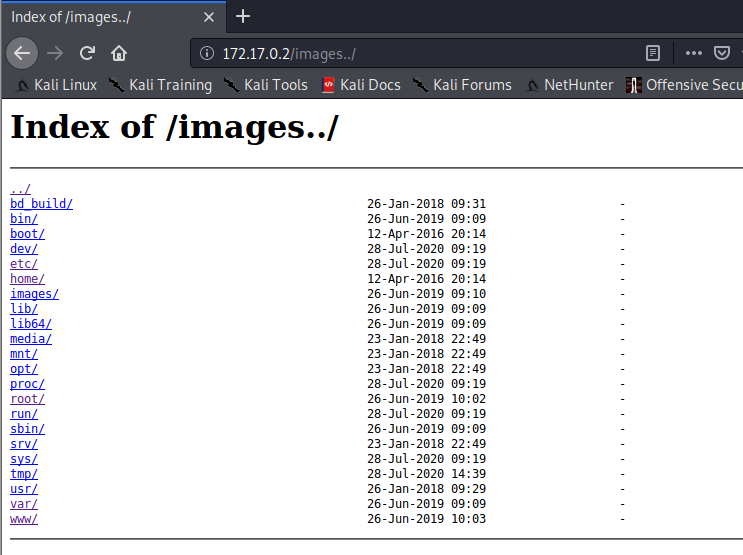 Index of /images../
172.17.0.2/images../
Kali Linux Kali Training Kali Tools Kali Docs Kali Forums NetHunter Offensive Secu
Index of /images../
../
bd_build/ 26-Jan-2018 09:31 -
bin/ 26-Jun-2019 09:09 -
boot/ 12-Apr-2016 20:14 -
dev/ 28-Jul-2020 09:19 -
etc/ 28-Jul-2020 09:19 -
home/ 12-Apr-2016 20:14 -
images/ 26-Jun-2019 09:10 -
lib/ 26-Jun-2019 09:09 -
lib64/ 26-Jun-2019 09:09 -
media/ 23-Jan-2018 22:49 -
mnt/ 23-Jan-2018 22:49 -
opt/ 23-Jan-2018 22:49 -
proc/ 28-Jul-2020 09:19 -
root/ 26-Jun-2019 10:02 -
run/ 28-Jul-2020 09:19 -
sbin/ 26-Jun-2019 09:09 -
srv/ 23-Jan-2018 22:49 -
sys/ 28-Jul-2020 09:19 -
tmp/ 28-Jul-2020 14:39 -
usr/ 26-Jan-2018 09:29 -
var/ 26-Jun-2019 09:09 -
www/ 26-Jun-2019 10:03 -